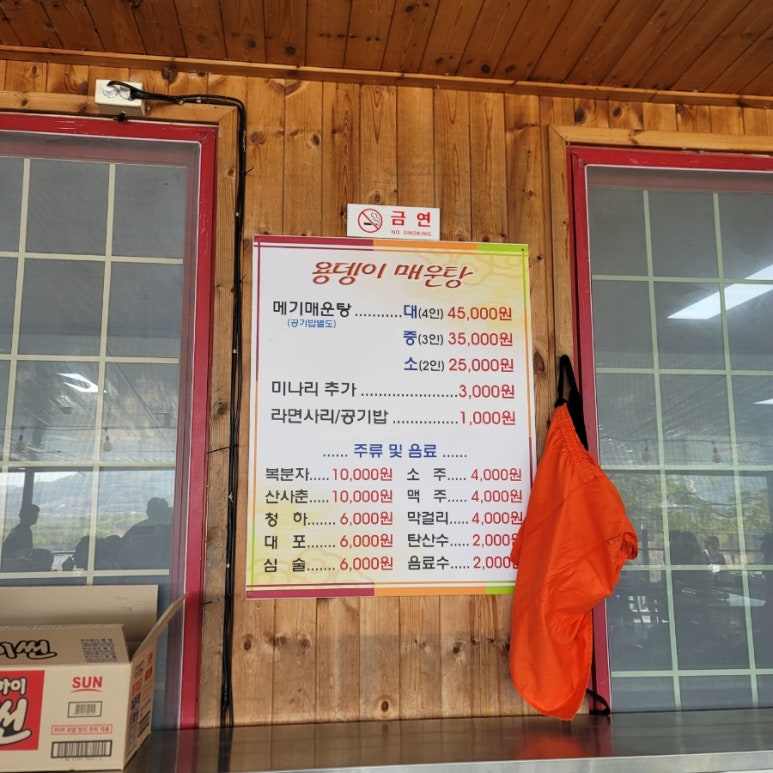 금 연
NO SMOKING
용뎅이 매운탕
메기매운탕 ...........대(4인) 45,000원
(공기밥별도)
중(3인) 35,000원
소(2인) 25,000원
미나리 추가 ......................3,000원
라면사리/공기밥 ...............1,000원
...... 주류 및 음료 ......
복분자..... 10,000원 소 주..... 4,000원
산사춘..... 10,000원 맥 주..... 4,000원
청 하....... 6,000원 막걸리..... 4,000원
대 포....... 6,000원 탄산수..... 2,000원
심 술....... 6,000원 음료수..... 2,000
SUN
썬